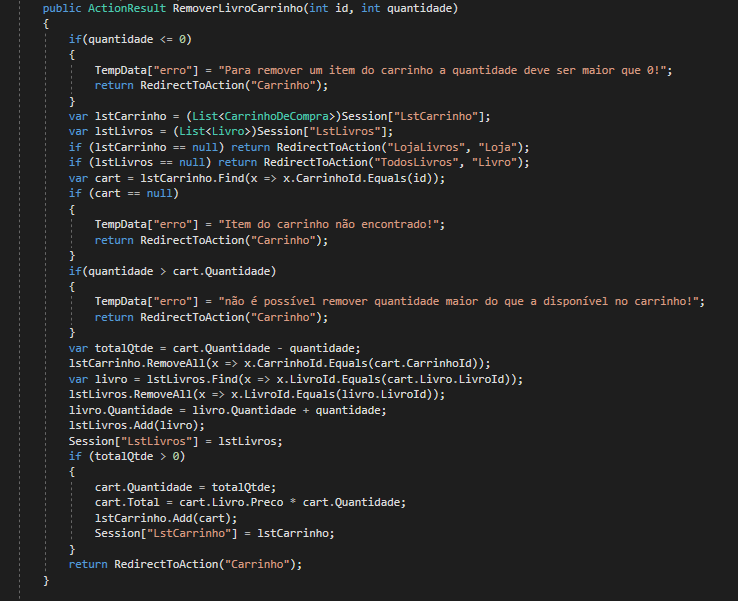 public ActionResult RemoverLivroCarrinho(int id, int quantidade)
{
if(quantidade <= 0)
{
TempData["erro"] = "Para remover um item do carrinho a quantidade deve ser maior que 0!";
return RedirectToAction("Carrinho");
}
var lstCarrinho = (List<CarrinhoDeCompra>)Session["LstCarrinho"];
var lstLivros = (List<Livro>)Session["LstLivros"];
if (lstCarrinho == null) return RedirectToAction("LojaLivros", "Loja");
if (lstLivros == null) return RedirectToAction("TodosLivros", "Livro");
var cart = lstCarrinho.Find(x => x.CarrinhoId.Equals(id));
if (cart == null)
{
TempData["erro"] = "Item do carrinho não encontrado!";
return RedirectToAction("Carrinho");
}
if(quantidade > cart.Quantidade)
{
TempData["erro"] = "não é possível remover quantidade maior do que a disponível no carrinho!";
return RedirectToAction("Carrinho");
}
var totalQtde = cart.Quantidade - quantidade;
lstCarrinho.RemoveAll(x => x.CarrinhoId.Equals(cart.CarrinhoId));
var livro = lstLivros.Find(x => x.LivroId.Equals(cart.Livro.LivroId));
lstLivros.RemoveAll(x => x.LivroId.Equals(livro.LivroId));
livro.Quantidade = livro.Quantidade + quantidade;
lstLivros.Add(livro);
Session["LstLivros"] = lstLivros;
if (totalQtde > 0)
{
cart.Quantidade = totalQtde;
cart.Total = cart.Livro.Preco * cart.Quantidade;
lstCarrinho.Add(cart);
Session["LstCarrinho"] = lstCarrinho;
}
return RedirectToAction("Carrinho");
}